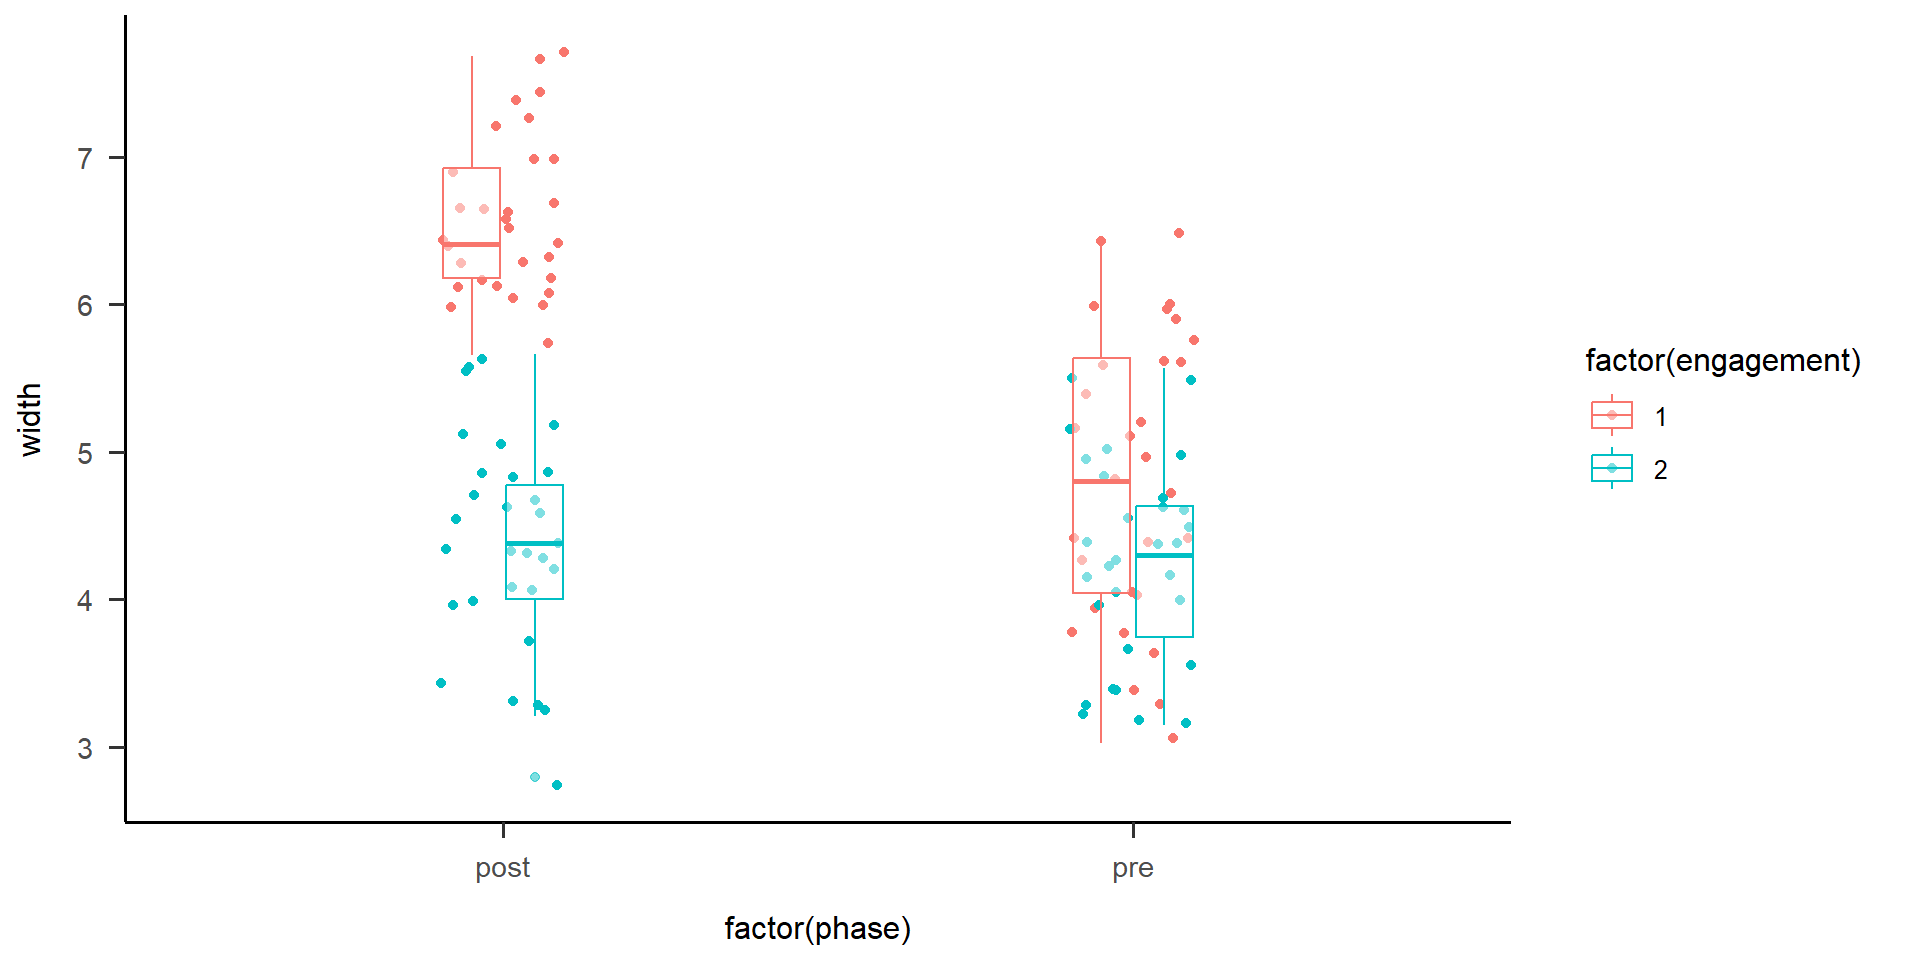 width
7
6
5
4
3
post
pre
factor(phase)
factor(engagement)
1
2